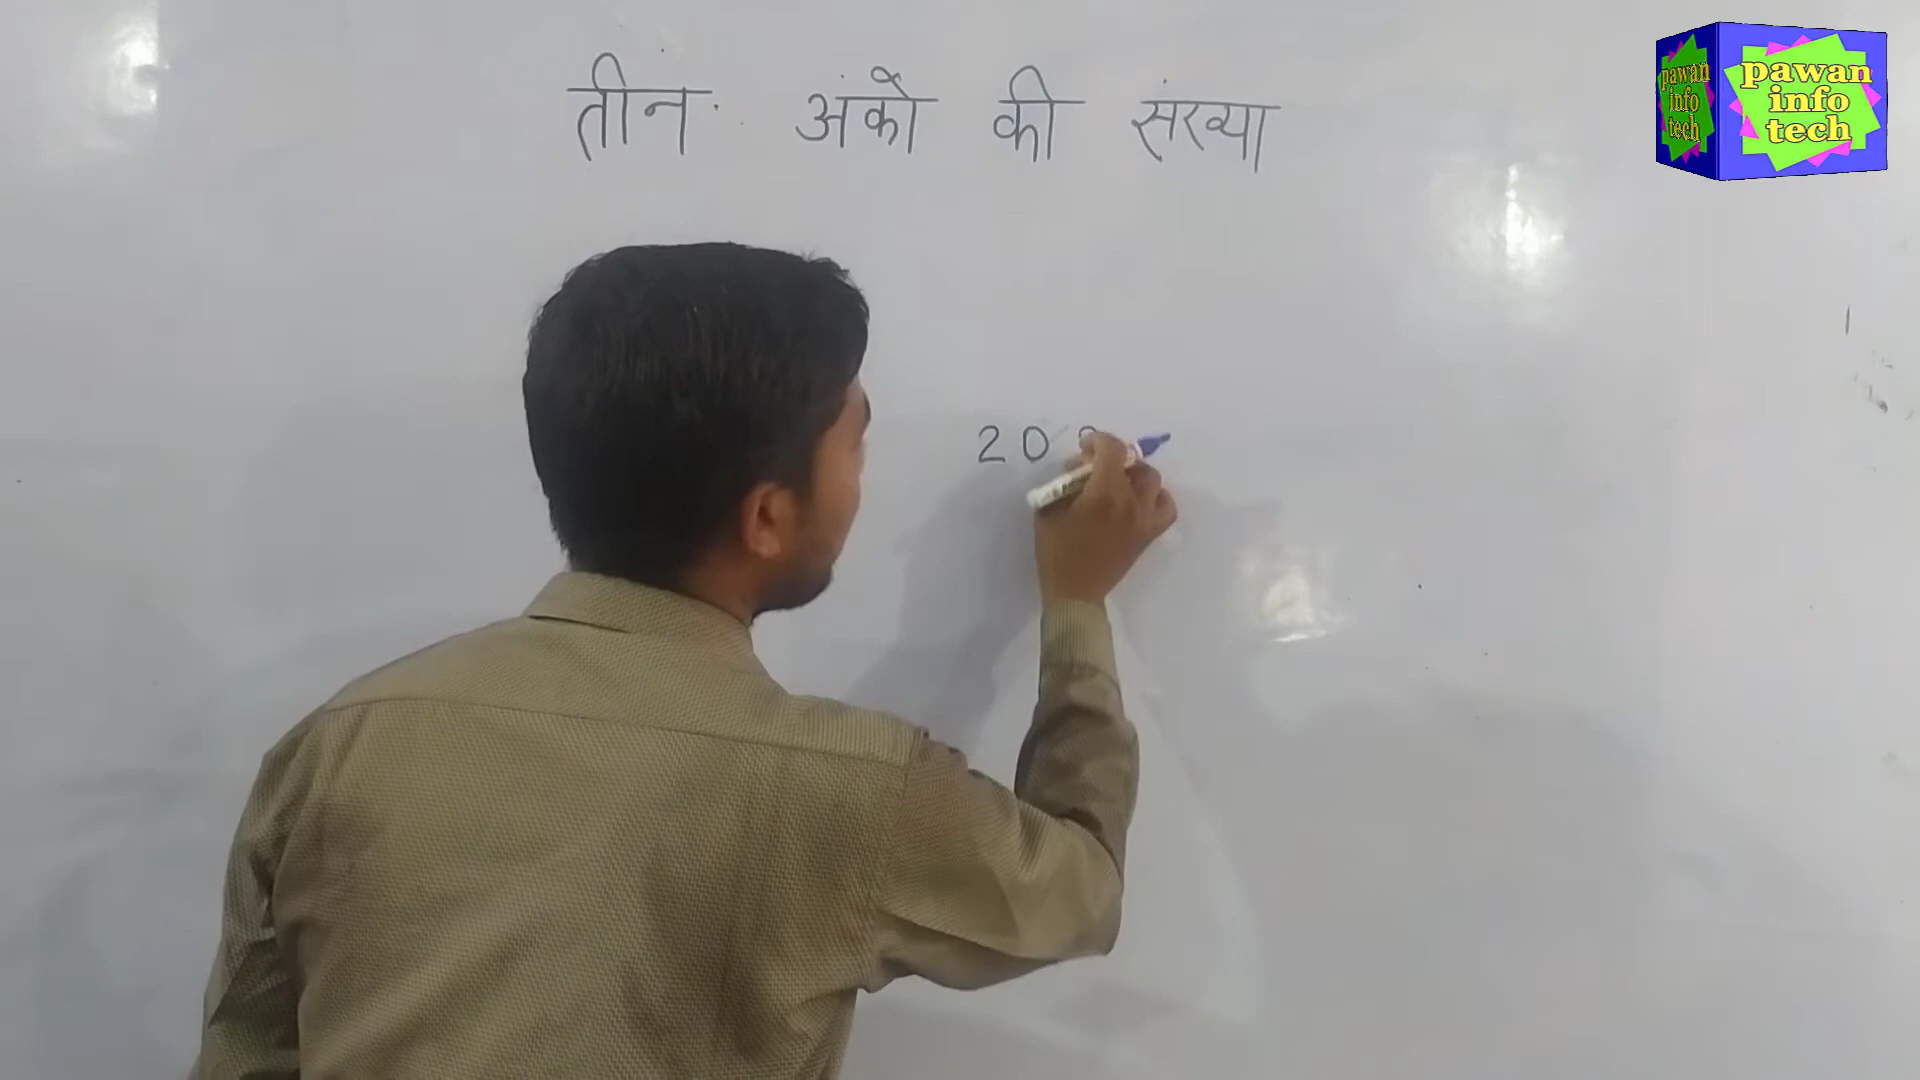 तीन अंको की संख्या
20
pawan
info
tech
pawan
info
tech